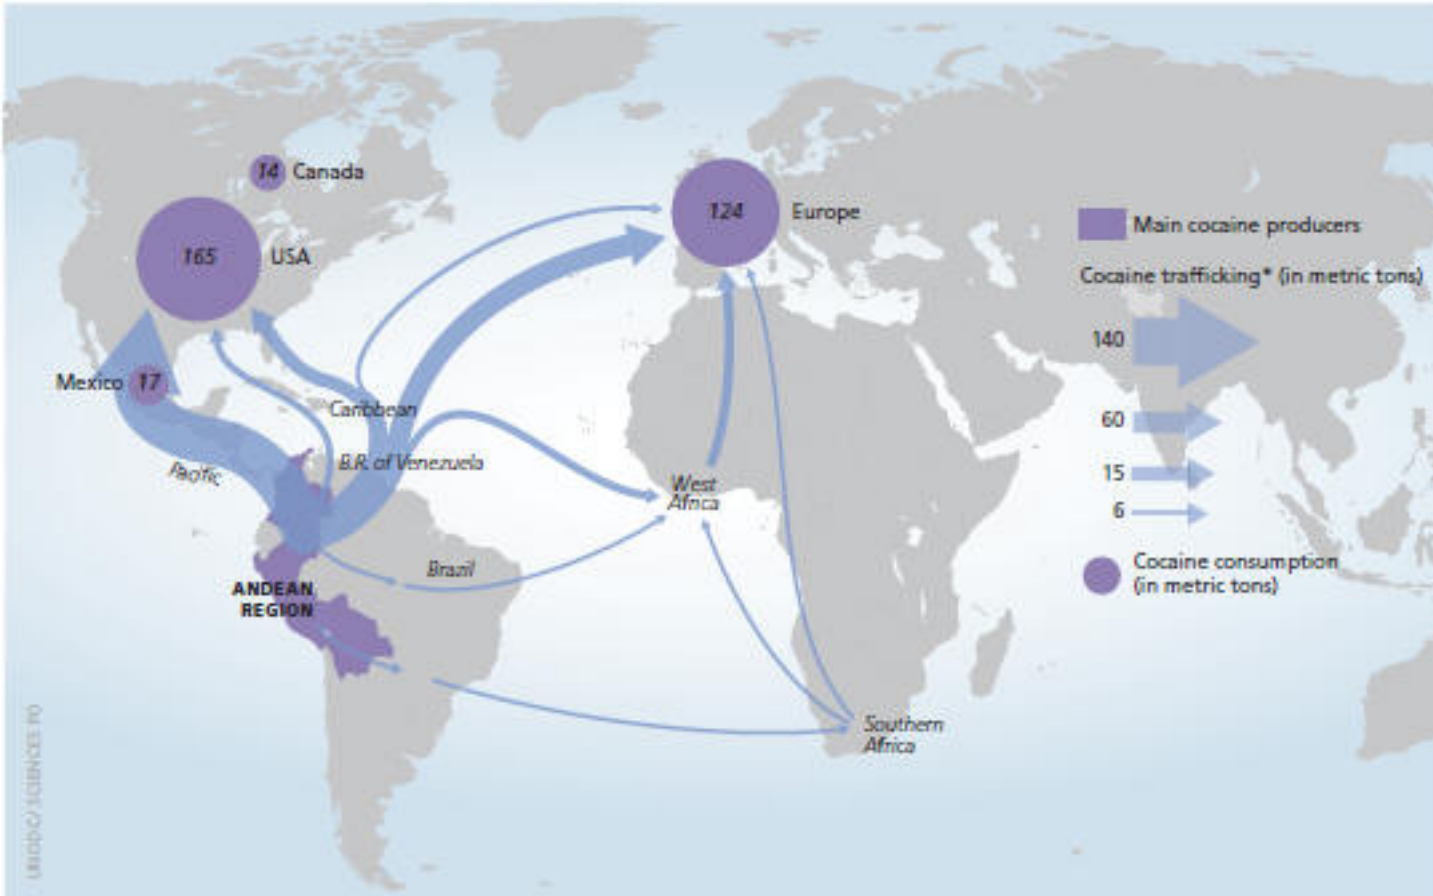 14 Canada
165 USA
124 Europe
Mexico 17
Caribbean
Pacific
B.R. of Venezuela
West
Africa
Brazil
ANDEAN
REGION
Southern
Africa
Main cocaine producers
Cocaine trafficking* (in metric tons)
140
60
15
6
Cocaine consumption
(in metric tons)
UNODC/ SCIENCES PO